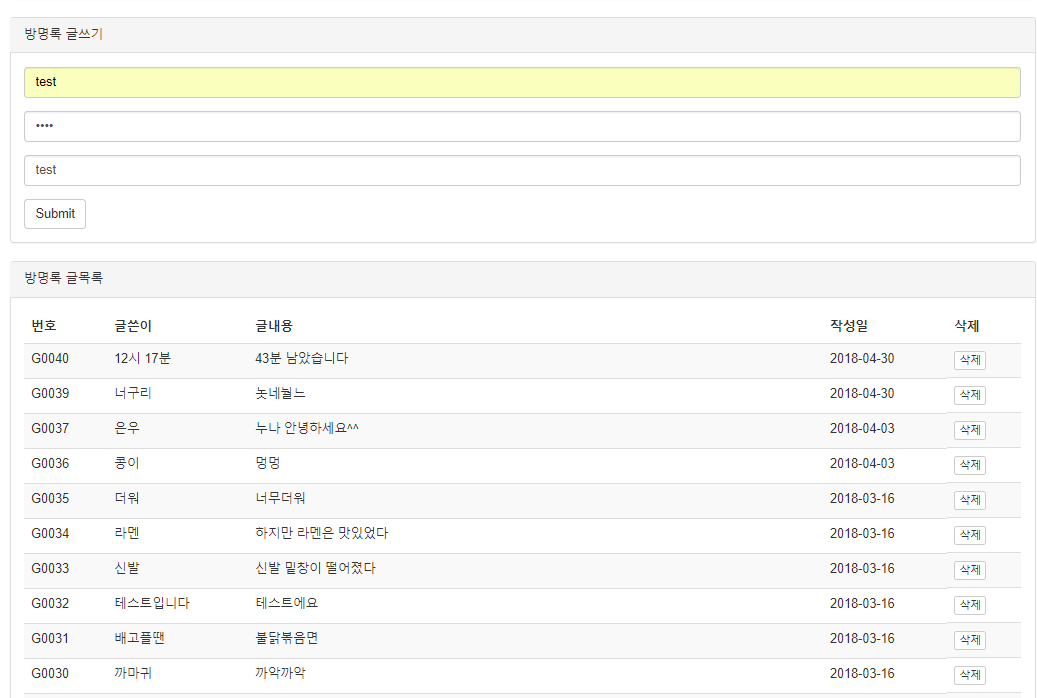 방명록 글쓰기
test
••••
test
Submit
방명록 글목록
번호 글쓴이 글내용 작성일 삭제
G0040 12시 17분 43분 남았습니다 2018-04-30 삭제
G0039 너구리 놋네눨느 2018-04-30 삭제
G0037 은우 누나 안녕하세요^^ 2018-04-03 삭제
G0036 콩이 멍멍 2018-04-03 삭제
G0035 더워 너무더워 2018-03-16 삭제
G0034 라멘 하지만 라멘은 맛있었다 2018-03-16 삭제
G0033 신발 신발 밑창이 떨어졌다 2018-03-16 삭제
G0032 테스트입니다 테스트에요 2018-03-16 삭제
G0031 배고플땐 불닭볶음면 2018-03-16 삭제
G0030 까마귀 까악까악 2018-03-16 삭제